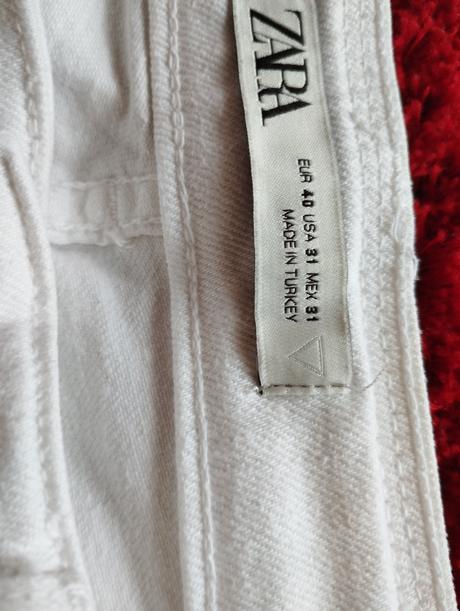 ZARA
EUR 40 USA 31 MEX 31
MADE IN TURKEY